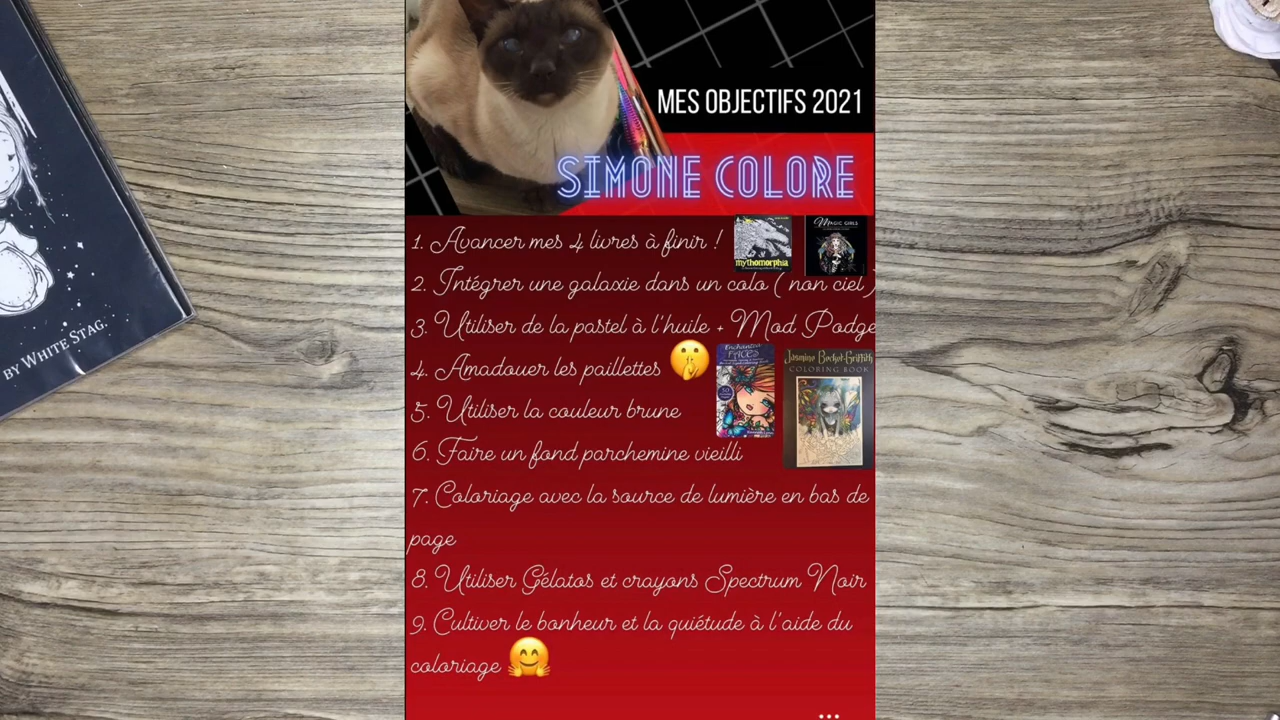 MES OBJECTIFS 2021
SIMONE COLORE
1. Avancer mes 4 livres à finir !
mythomorphia
MAGIC GIRLS
2. Intégrer une galaxie dans un colo ( non ciel )
3. Utiliser de la pastel à l'huile + Mod Podge
4. Amadouer les paillettes 🤫
Enchanted
FACES
Jasmine Becket-Griffith
COLORING BOOK
5. Utiliser la couleur brune
6. Faire un fond parchemine vieilli
7. Coloriage avec la source de lumière en bas de
page
8. Utiliser Gélatos et crayons Spectrum Noir
9. Cultiver le bonheur et la quiétude à l'aide du
coloriage 🤗
...
BY WHITE STAG.